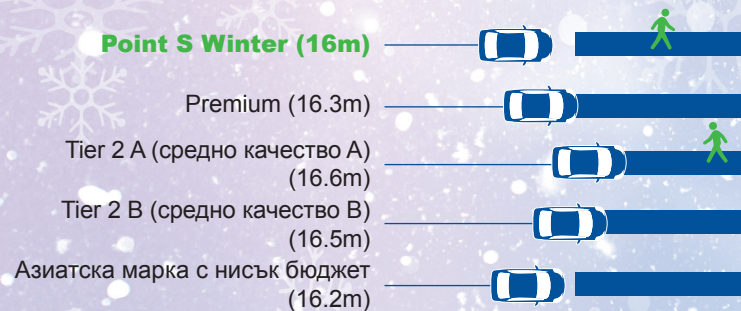 Point S Winter (16m)
Premium (16.3m)
Tier 2 A (средно качество A)
(16.6m)
Tier 2 B (средно качество B)
(16.5m)
Азиатска марка с нисък бюджет
(16.2m)